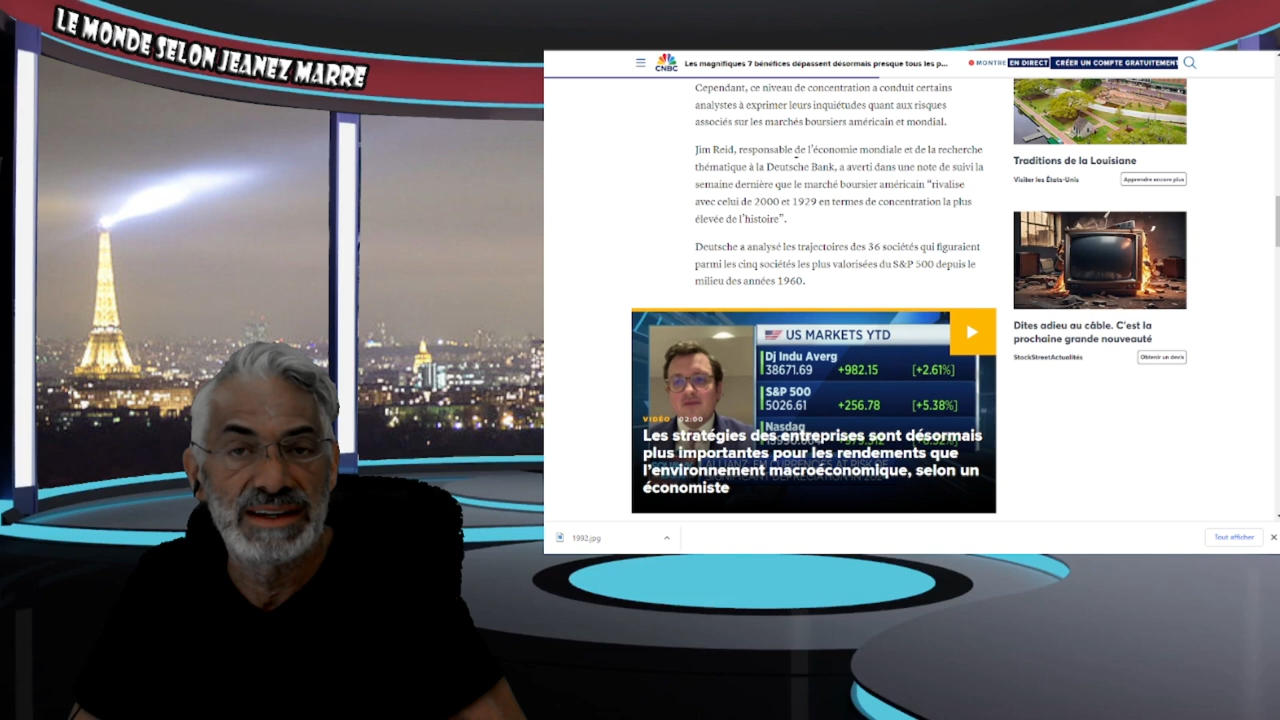 LE MONDE SELON JEANEZ MARRE
CNBC
Les magnifiques 7 bénéfices dépassent désormais presque tous les p...
MONTRE EN DIRECT
CRÉER UN COMPTE GRATUITEMENT
Cependant, ce niveau de concentration a conduit certains
analystes à exprimer leurs inquiétudes quant aux risques
associés sur les marchés boursiers américain et mondial.
Jim Reid, responsable de l'économie mondiale et de la recherche
thématique à la Deutsche Bank, a averti dans une note de suivi la
semaine dernière que le marché boursier américain "rivalise
avec celui de 2000 et 1929 en termes de concentration la plus
élevée de l'histoire".
Deutsche a analysé les trajectoires des 36 sociétés qui figuraient
parmi les cinq sociétés les plus valorisées du S&P 500 depuis le
milieu des années 1960.
US MARKETS YTD
Dj Indu Averg
38671.69 +982.15 [+2.61%]
S&P 500
5026.61 +256.78 [+5.38%]
Nasdaq
VIDÉO 02:00
Les stratégies des entreprises sont désormais
plus importantes pour les rendements que
l'environnement macroéconomique, selon un
économiste
Traditions de la Louisiane
Visiter les États-Unis
Apprendre encore plus
Dites adieu au câble. C'est la
prochaine grande nouveauté
StockStreetActualités
Obtenir un devis
1992.jpg
Tout afficher